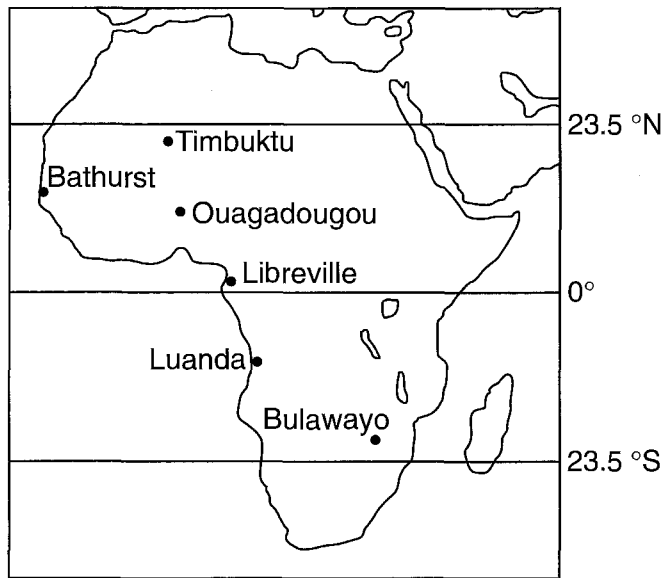 23.5 °N
Timbuktu
Bathurst
Ouagadougou
Libreville
0°
Luanda
Bulawayo
23.5 °S